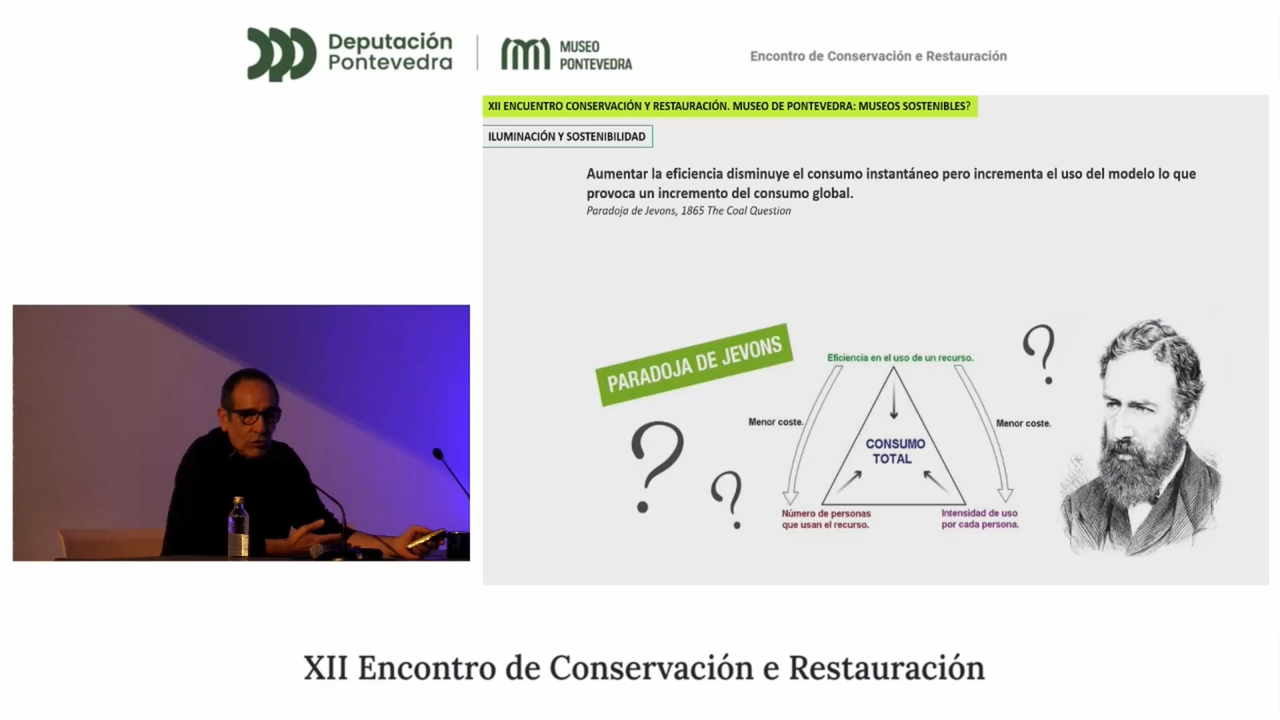 Deputación
Pontevedra
MUSEO
PONTEVEDRA
Encontro de Conservación e Restauración
XII ENCUENTRO CONSERVACIÓN Y RESTAURACIÓN. MUSEO DE PONTEVEDRA: MUSEOS SOSTENIBLES?
ILUMINACIÓN Y SOSTENIBILIDAD
Aumentar la eficiencia disminuye el consumo instantáneo pero incrementa el uso del modelo lo que
provoca un incremento del consumo global.
Paradoja de Jevons, 1865 The Coal Question
PARADOJA DE JEVONS
?
?
?
Eficiencia en el uso de un recurso.
Menor coste.
Menor coste.
CONSUMO
TOTAL
Número de personas
que usan el recurso.
Intensidad de uso
por cada persona.
XII Encontro de Conservación e Restauración